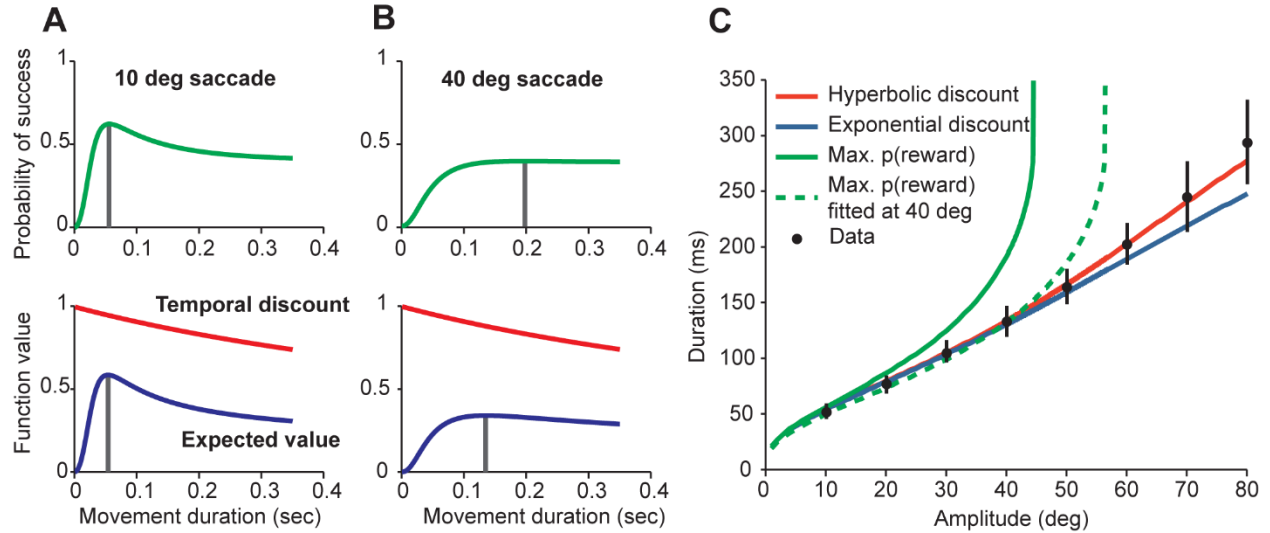 A
B
C
1
0.5
0
Probability of success
10 deg saccade
0
0.1
0.2
0.3
0.4
1
0.5
0
40 deg saccade
0
0.1
0.2
0.3
0.4
1
0.5
0
Function value
Temporal discount
Expected value
0
0.1
0.2
0.3
0.4
Movement duration (sec)
1
0.5
0
0
0.1
0.2
0.3
0.4
Movement duration (sec)
350
300
250
200
150
100
50
0
Duration (ms)
Hyperbolic discount
Exponential discount
Max. p(reward)
Max. p(reward)
fitted at 40 deg
Data
10
20
30
40
50
60
70
80
Amplitude (deg)